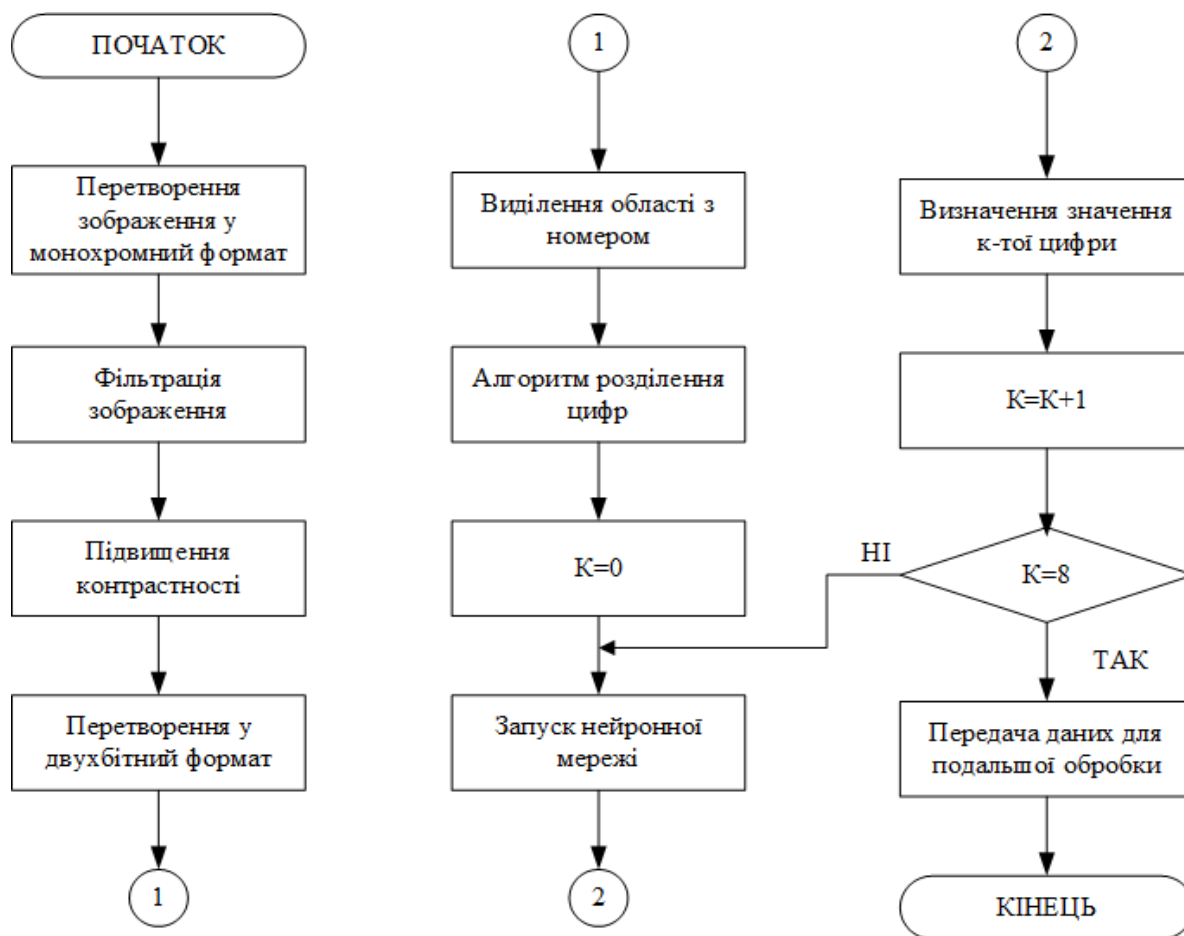 ПОЧАТОК
Перетворення
зображення у
монохромний формат
Фільтрація
зображення
Підвищення
контрастності
Перетворення у
двухбітний формат
1
1
Виділення області з
номером
Алгоритм розділення
цифр
К=0
Запуск нейронної
мережі
2
2
Визначення значення
к-тої цифри
К=К+1
К=8
НІ
ТАК
Передача даних для
подальшої обробки
КІНЕЦЬ